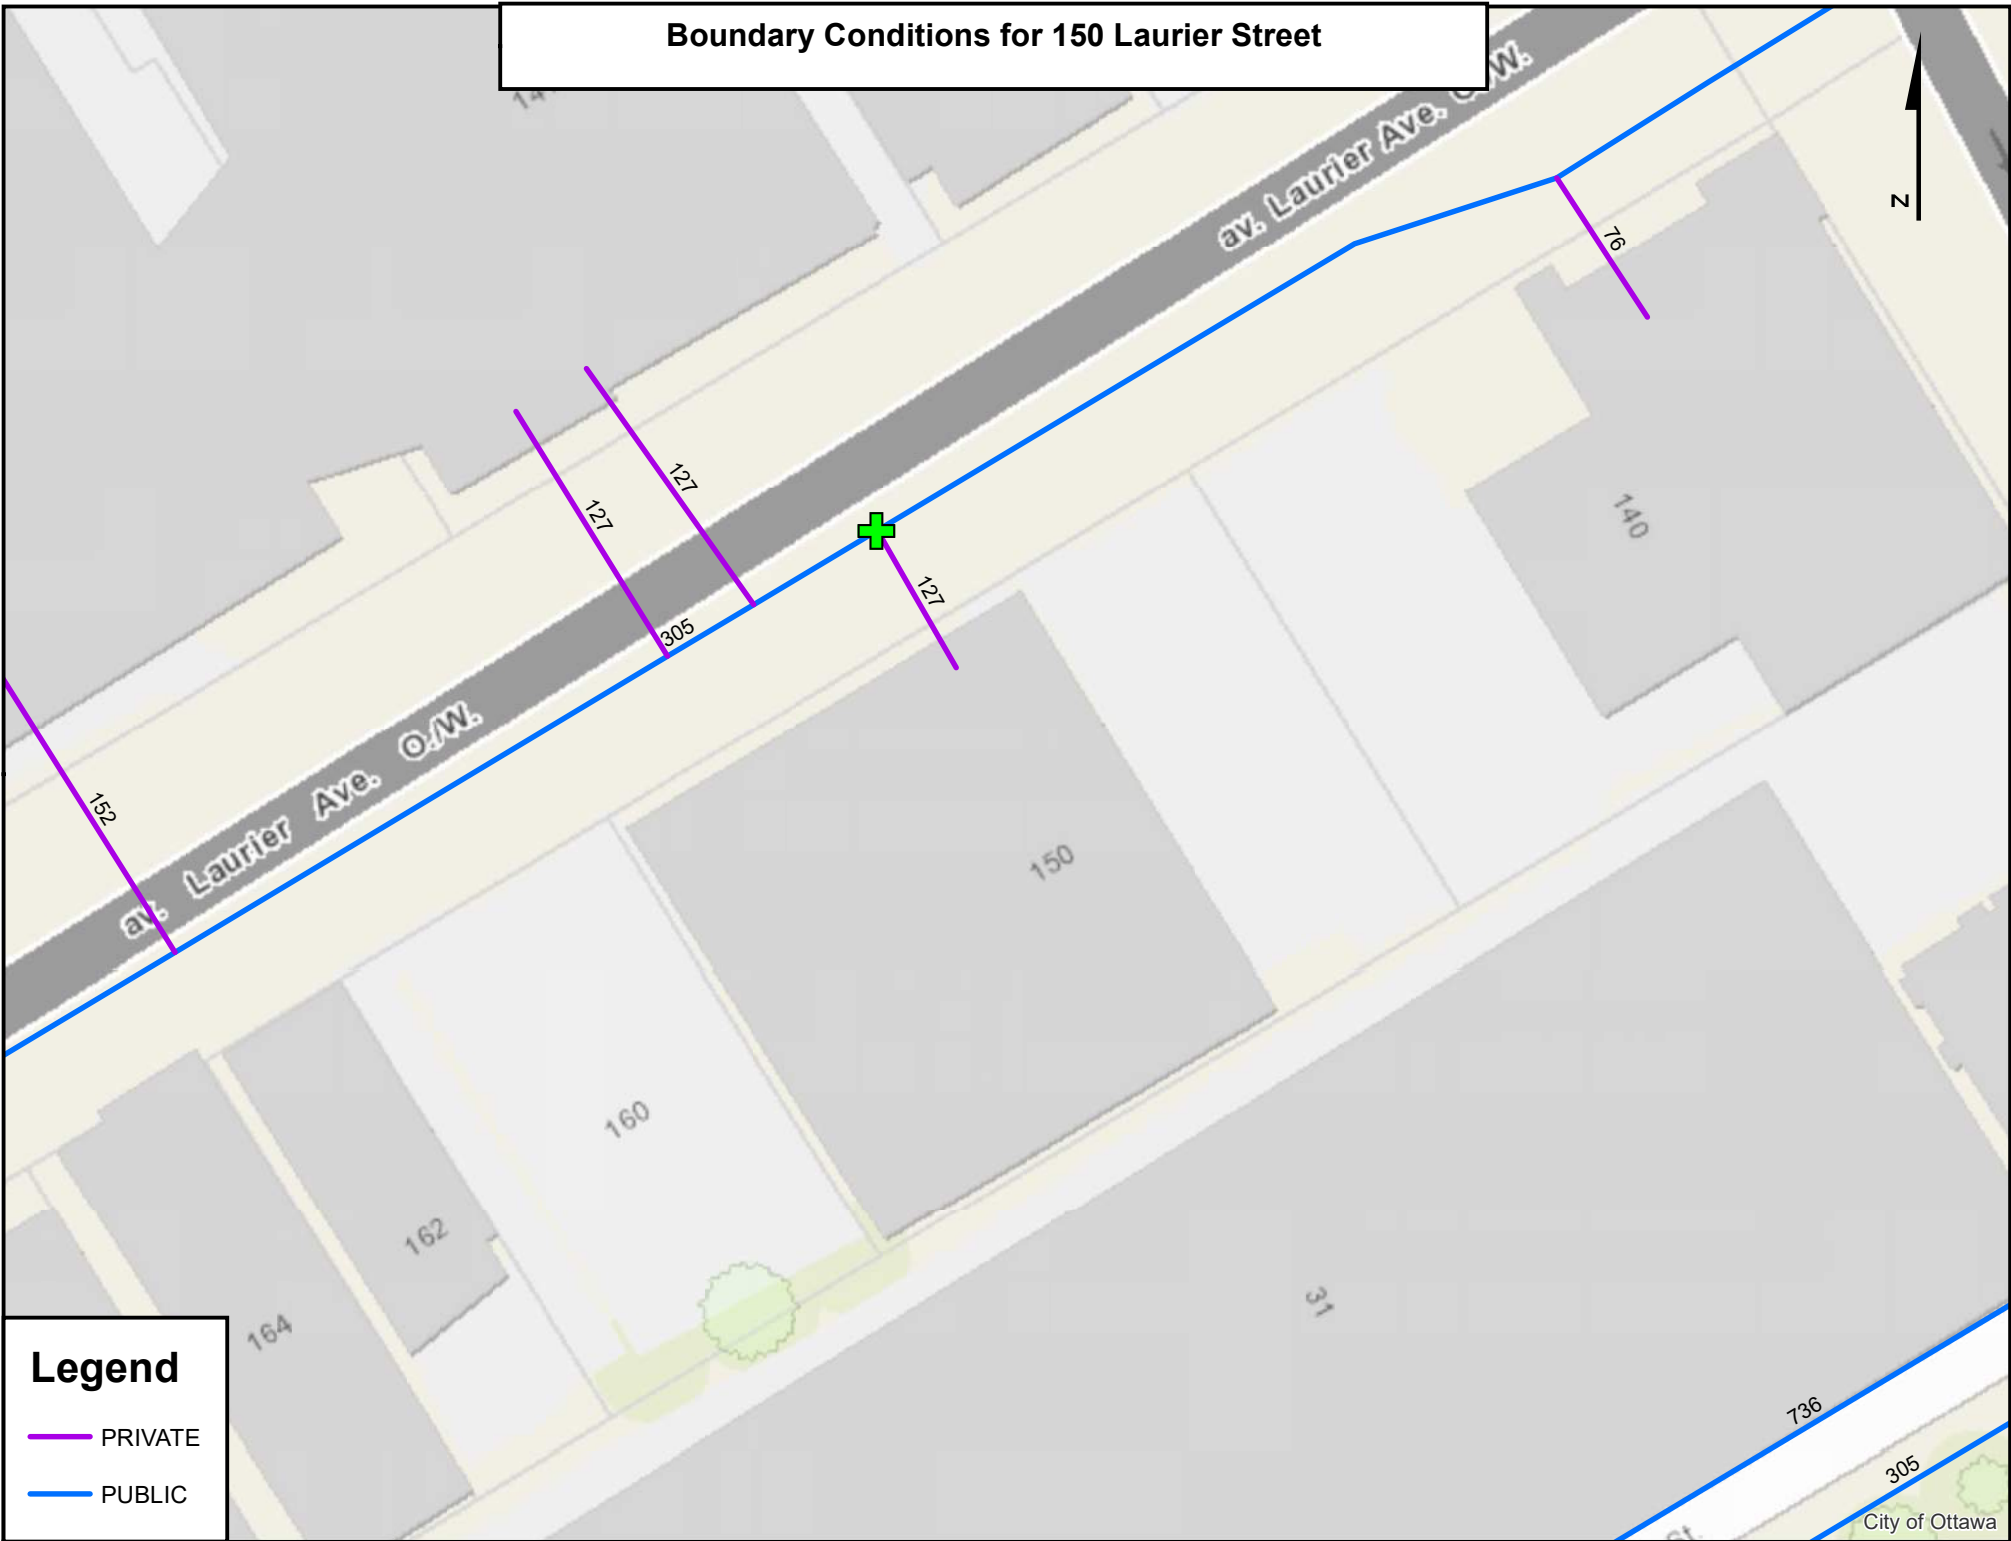 Boundary Conditions for 150 Laurier Street
av. Laurier Ave. O./W.
N
76
127
127
127
305
140
av. Laurier Ave. O./W.
152
150
160
162
164
31
736
305
St.
Legend
PRIVATE
PUBLIC
City of Ottawa